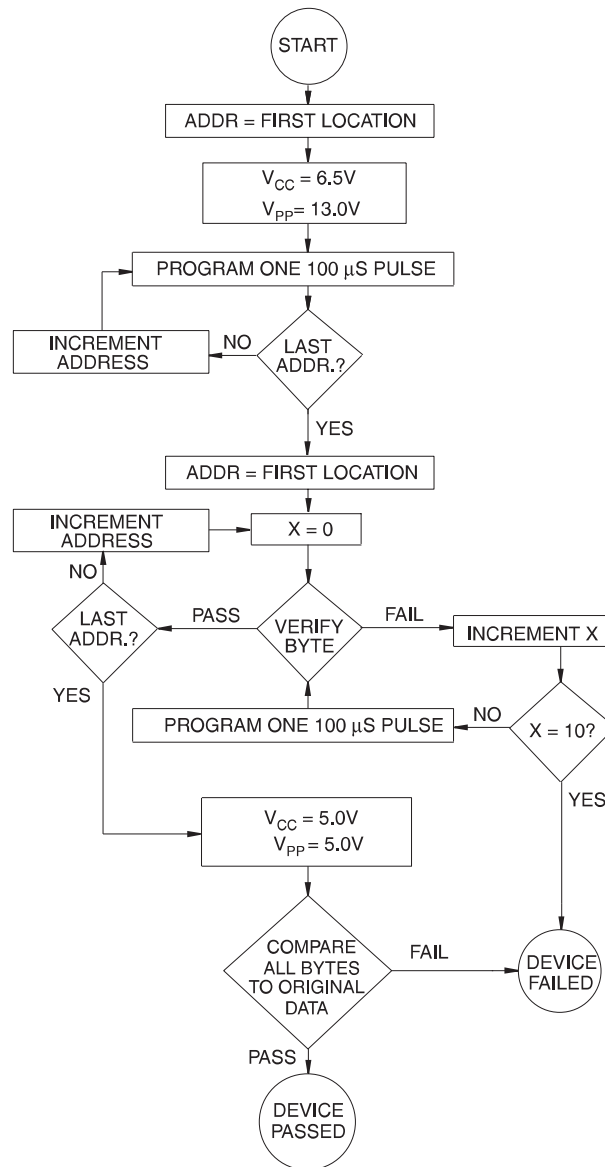 START
ADDR = FIRST LOCATION
VCC = 6.5V
VPP= 13.0V
PROGRAM ONE 100 μS PULSE
INCREMENT
ADDRESS
NO
LAST
ADDR.?
YES
ADDR = FIRST LOCATION
INCREMENT
ADDRESS
X = 0
NO
LAST
ADDR.?
PASS
VERIFY
BYTE
FAIL
INCREMENT X
YES
PROGRAM ONE 100 μS PULSE
NO
X = 10?
YES
VCC = 5.0V
VPP = 5.0V
COMPARE
ALL BYTES
TO ORIGINAL
DATA
FAIL
DEVICE
FAILED
PASS
DEVICE
PASSED